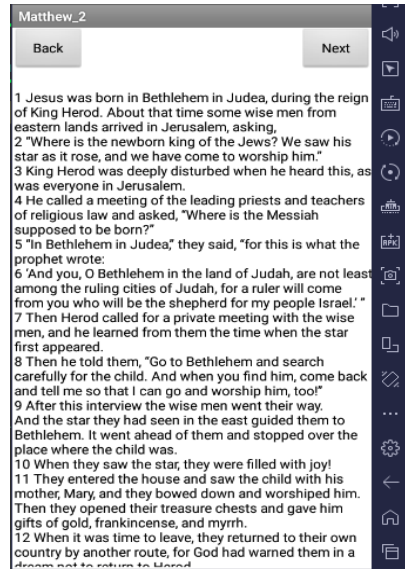 Matthew_2
Back
Next
1 Jesus was born in Bethlehem in Judea, during the reign
of King Herod. About that time some wise men from
eastern lands arrived in Jerusalem, asking,
2 “Where is the newborn king of the Jews? We saw his
star as it rose, and we have come to worship him.”
3 King Herod was deeply disturbed when he heard this, as
was everyone in Jerusalem.
4 He called a meeting of the leading priests and teachers
of religious law and asked, “Where is the Messiah
supposed to be born?”
5 “In Bethlehem in Judea,” they said, “for this is what the
prophet wrote:
6 ‘And you, O Bethlehem in the land of Judah, are not least
among the ruling cities of Judah, for a ruler will come
from you who will be the shepherd for my people Israel.’ “
7 Then Herod called for a private meeting with the wise
men, and he learned from them the time when the star
first appeared.
8 Then he told them, “Go to Bethlehem and search
carefully for the child. And when you find him, come back
and tell me so that I can go and worship him, too!”
9 After this interview the wise men went their way.
And the star they had seen in the east guided them to
Bethlehem. It went ahead of them and stopped over the
place where the child was.
10 When they saw the star, they were filled with joy!
11 They entered the house and saw the child with his
mother, Mary, and they bowed down and worshiped him.
Then they opened their treasure chests and gave him
gifts of gold, frankincense, and myrrh.
12 When it was time to leave, they returned to their own
country by another route, for God had warned them in a
dream not to return to Herod
APK